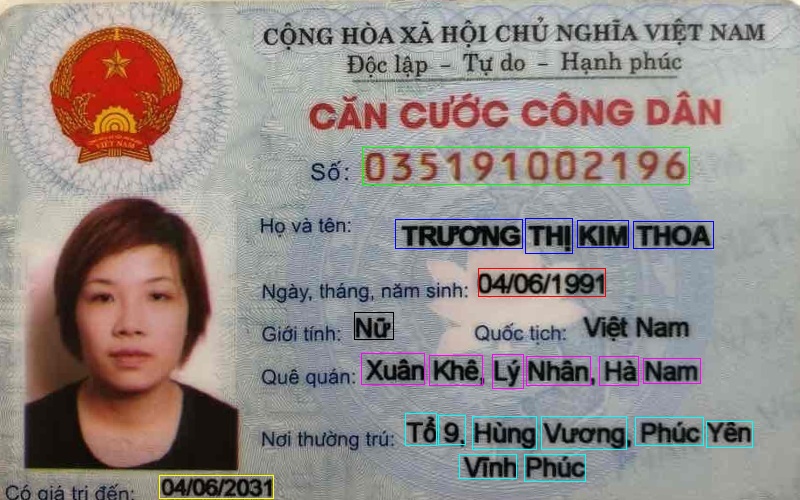 CỘNG HÒA XÃ HỘI CHỦ NGHĨA VIỆT NAM
Độc lập - Tự do - Hạnh phúc
CĂN CƯỚC CÔNG DÂN
VIỆT NAM
Số: 035191002196
Họ và tên: TRƯƠNG THỊ KIM THOA
Ngày, tháng, năm sinh: 04/06/1991
Giới tính: Nữ Quốc tịch: Việt Nam
Quê quán: Xuân Khê, Lý Nhân, Hà Nam
Nơi thường trú: Tổ 9, Hùng Vương, Phúc Yên
Vĩnh Phúc
Có giá trị đến: 04/06/2031